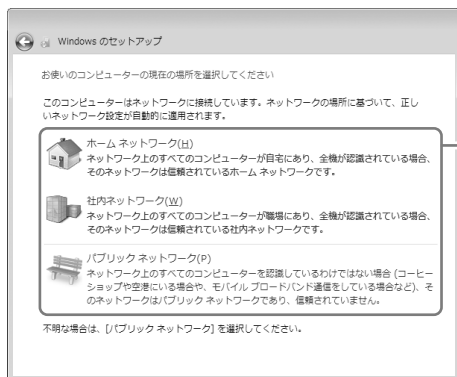 Windows のセットアップ
お使いのコンピューターの現在の場所を選択してください
このコンピューターはネットワークに接続しています。ネットワークの場所に基づいて、正し
いネットワーク設定が自動的に適用されます。
ホーム ネットワーク(H)
ネットワーク上のすべてのコンピューターが自宅にあり、全機が認識されている場合、
そのネットワークは信頼されているホーム ネットワークです。
社内ネットワーク(W)
ネットワーク上のすべてのコンピューターが職場にあり、全機が認識されている場合、
そのネットワークは信頼されている社内ネットワークです。
パブリック ネットワーク(P)
ネットワーク上のすべてのコンピューターを認識しているわけではない場合 (コーヒー
ショップや空港にいる場合や、モバイル ブロードバンド通信をしている場合など)、そ
のネットワークはパブリック ネットワークであり、信頼されていません。
不明な場合は、[パブリック ネットワーク] を選択してください。